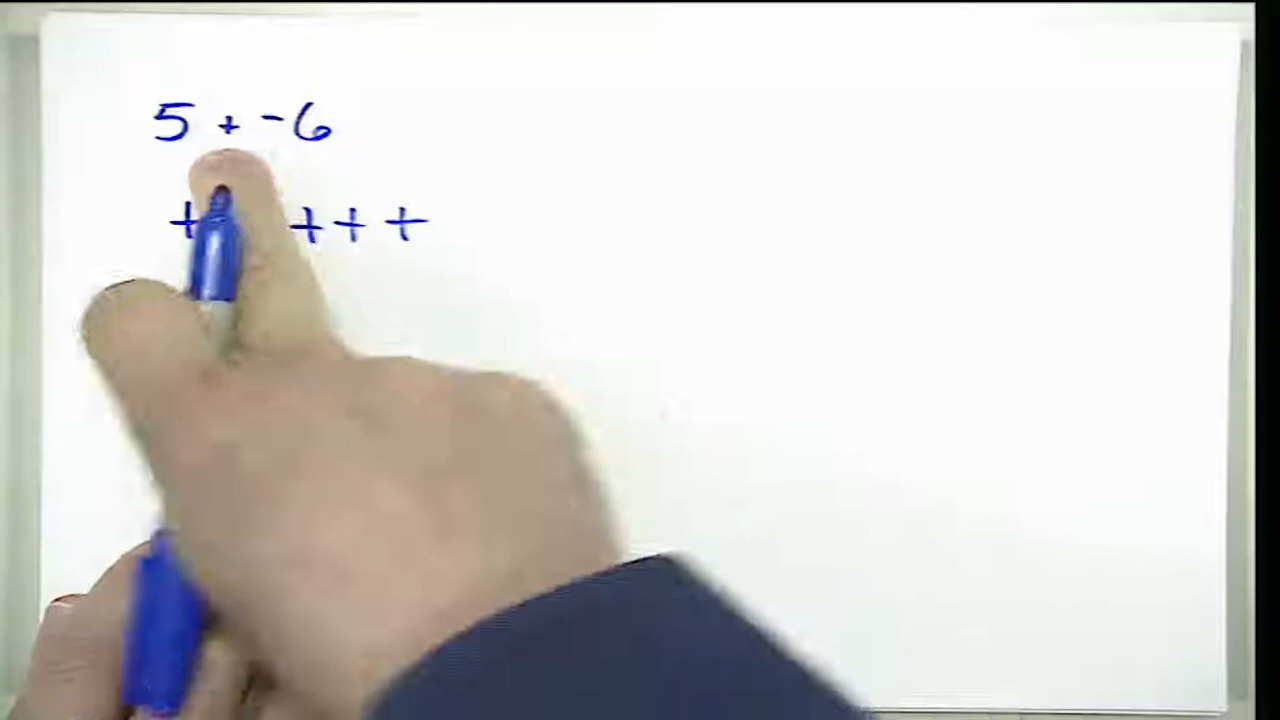 5 + -6
+ + + +